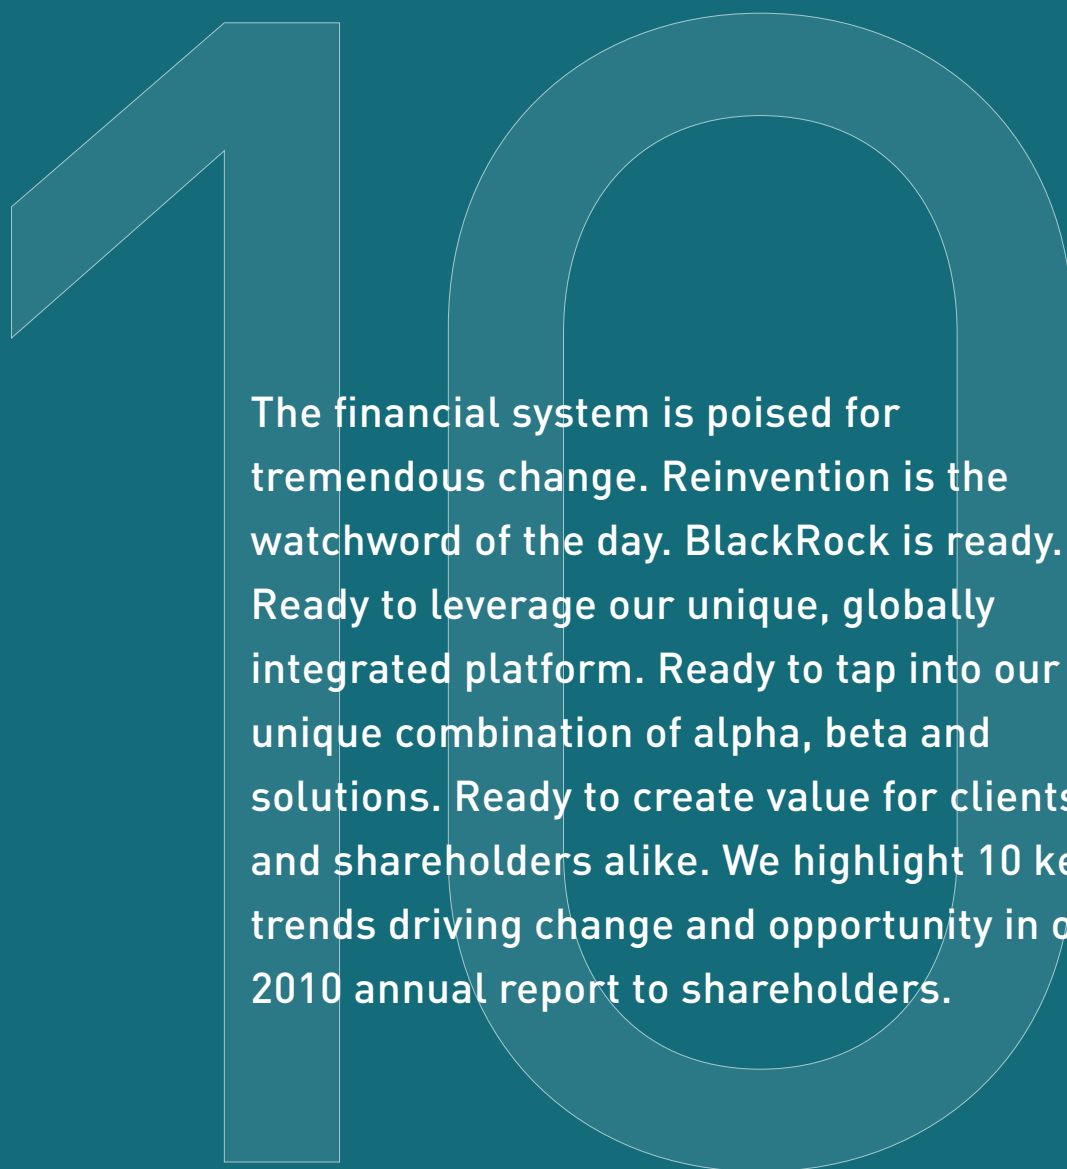 10
The financial system is poised for
tremendous change. Reinvention is the
watchword of the day. BlackRock is ready.
Ready to leverage our unique, globally
integrated platform. Ready to tap into our
unique combination of alpha, beta and
solutions. Ready to create value for clients
and shareholders alike. We highlight 10
trends driving change and opportunity in
2010 annual report to shareholders.